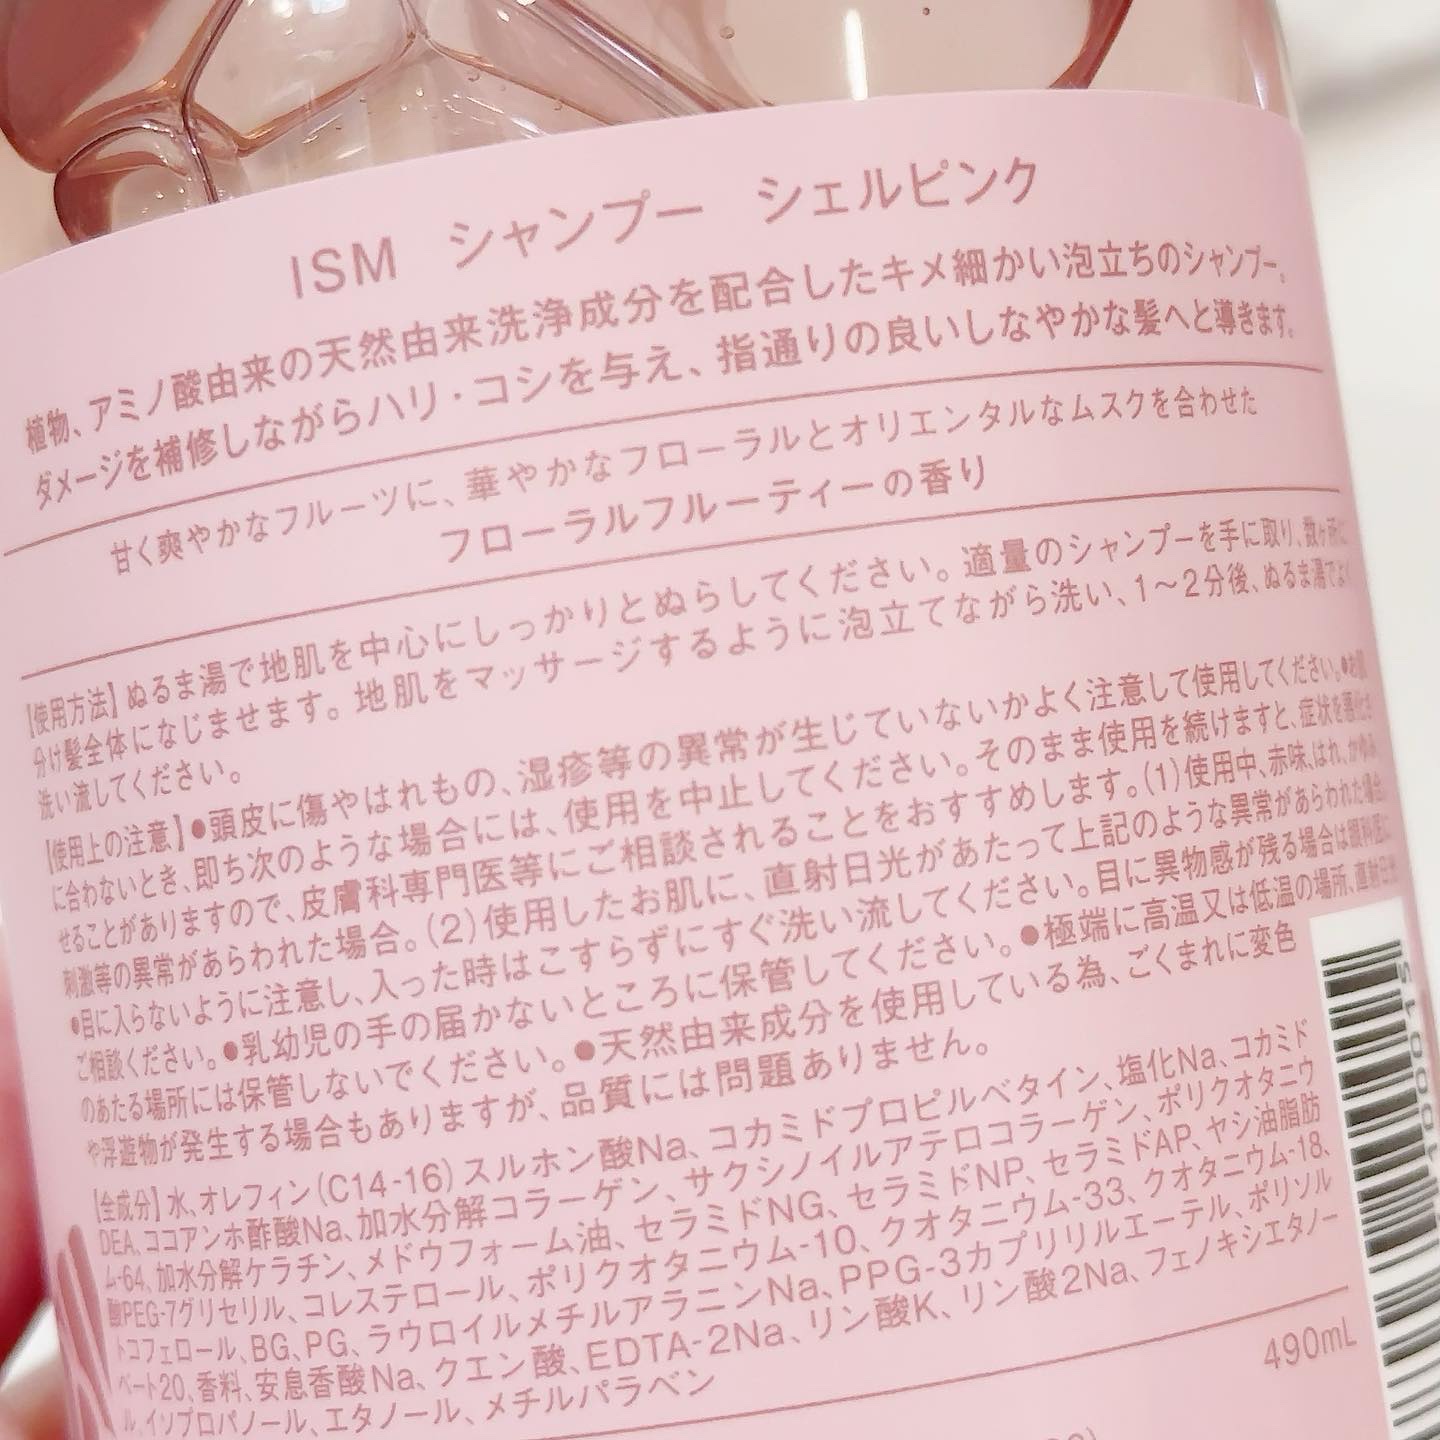 ISM シャンプー シェルピンク
植物、アミノ酸由来の天然由来洗浄成分を配合したキメ細かい泡立ちのシャンプー。
ダメージを補修しながらハリ・コシを与え、指通りの良いしなやかな髪へと導きます。
甘く爽やかなフルーツに、華やかなフローラルとオリエンタルなムスクを合わせた
フローラルフルーティーの香り
【使用方法】ぬるま湯で地肌を中心にしっかりとぬらしてください。適量のシャンプーを手に取り、数ヶ所に
分け髪全体になじませます。地肌をマッサージするように泡立てながら洗い、1～2分後、ぬるま湯でよく
洗い流してください。
【使用上の注意】●頭皮に傷やはれもの、湿疹等の異常が生じていないかよく注意して使用してください。●お肌
に合わないとき、即ち次のような場合には、使用を中止してください。そのまま使用を続けますと、症状を悪化さ
せることがありますので、皮膚科専門医等にご相談されることをおすすめします。(1)使用中、赤味、はれ、かゆみ、
刺激等の異常があらわれた場合。(2)使用したお肌に、直射日光があたって上記のような異常があらわれた場合。
●目に入らないように注意し、入った時はこすらずにすぐ洗い流してください。目に異物感が残る場合は眼科医に
ご相談ください。●乳幼児の手の届かないところに保管してください。●極端に高温又は低温の場所、直射日光
のあたる場所には保管しないでください。●天然由来成分を使用している為、ごくまれに変色
や浮遊物が発生する場合もありますが、品質には問題ありません。
【全成分】水、オレフィン(C14-16)スルホン酸Na、コカミドプロピルベタイン、塩化Na、コカミド
DEA、ココアンホ酢酸Na、加水分解コラーゲン、サクシノイルアテロコラーゲン、ポリクオタニウ
ム-64、加水分解ケラチン、メドウフォーム油、セラミドNG、セラミドNP、セラミドAP、ヤシ油脂肪
酸PEG-7グリセリル、コレステロール、ポリクオタニウム-10、クオタニウム-33、クオタニウム-18、
トコフェロール、BG、PG、ラウロイルメチルアラニンNa、PPG-3カプリリルエーテル、ポリソル
ベート20、香料、安息香酸Na、クエン酸、EDTA-2Na、リン酸K、リン酸2Na、フェノキシエタノー
ル、イソプロパノール、エタノール、メチルパラベン
490mL